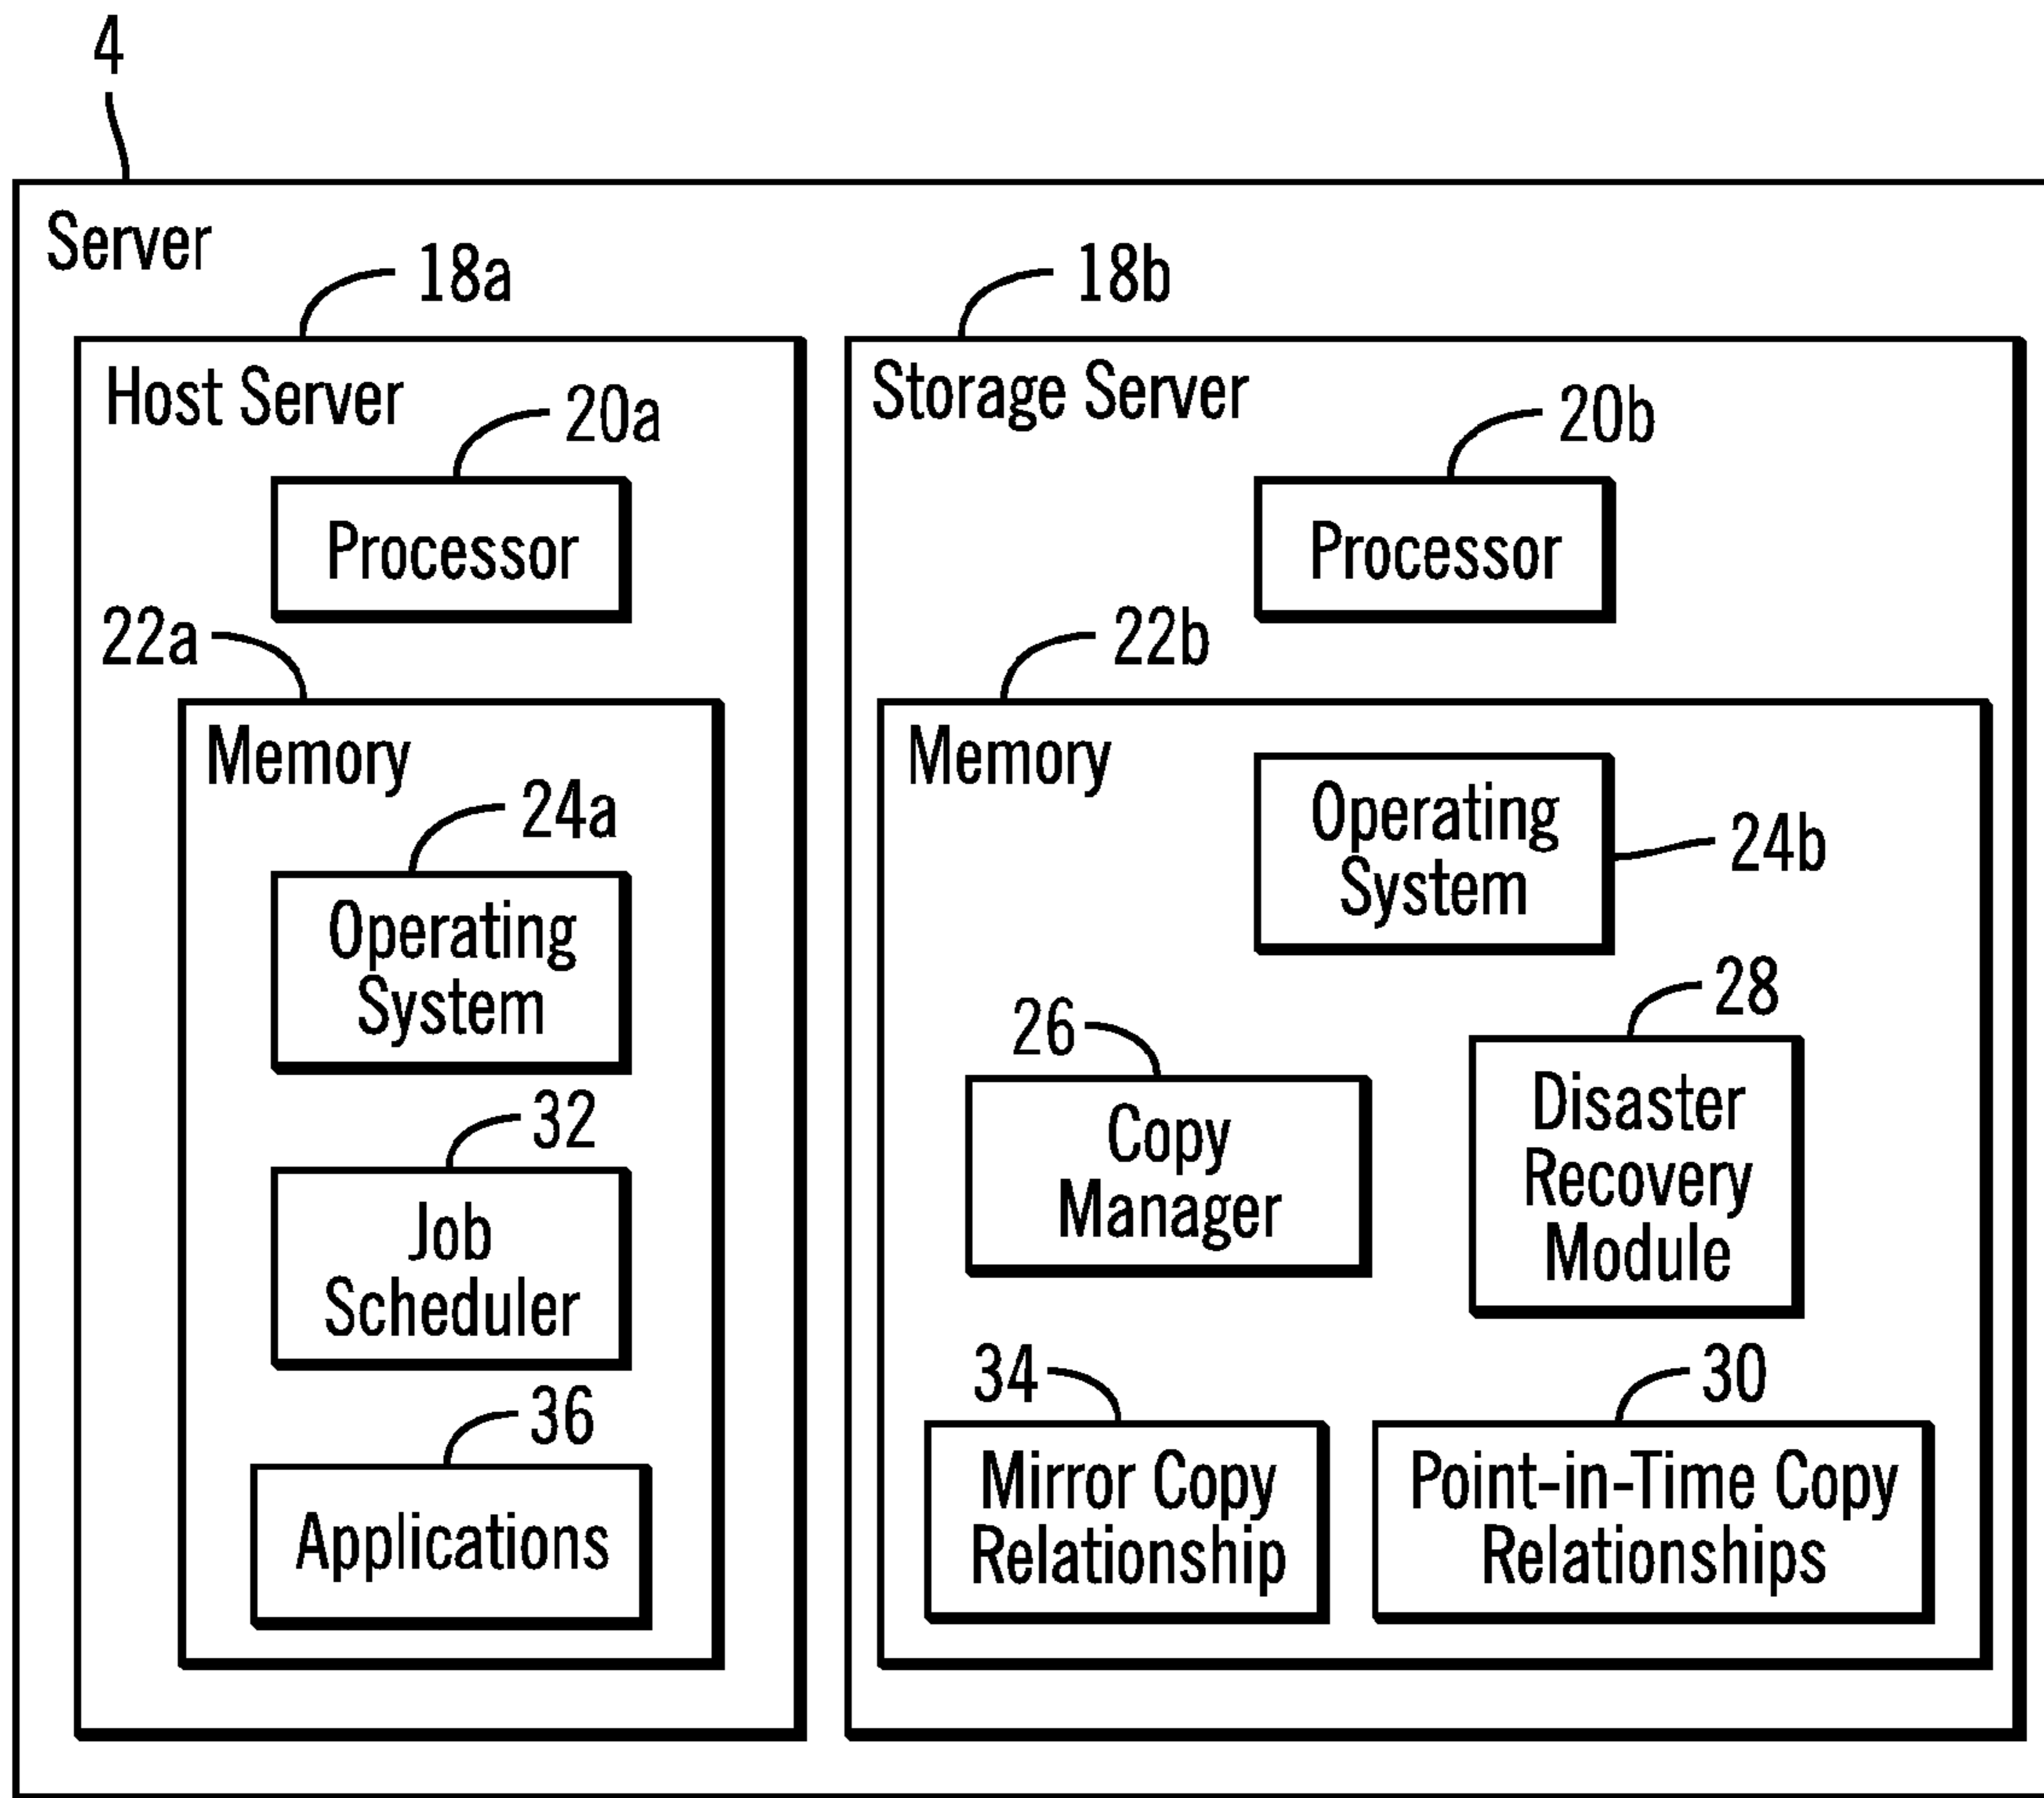 4
Server
18a
Host Server
20a
Processor
22a
Memory
24a
Operating
System
32
Job
Scheduler
36
Applications
18b
Storage Server
20b
Processor
22b
Memory
Operating
System
24b
26
Copy
Manager
28
Disaster
Recovery
Module
34
Mirror Copy
Relationship
30
Point-in-Time Copy
Relationships